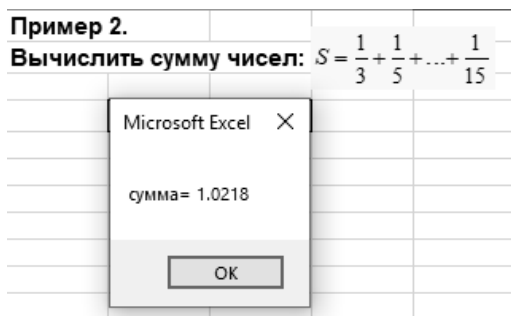 Пример 2.
Вычислить сумму чисел: S = 1/3 + 1/5 + ... + 1/15
Microsoft Excel
сумма= 1.0218
OK